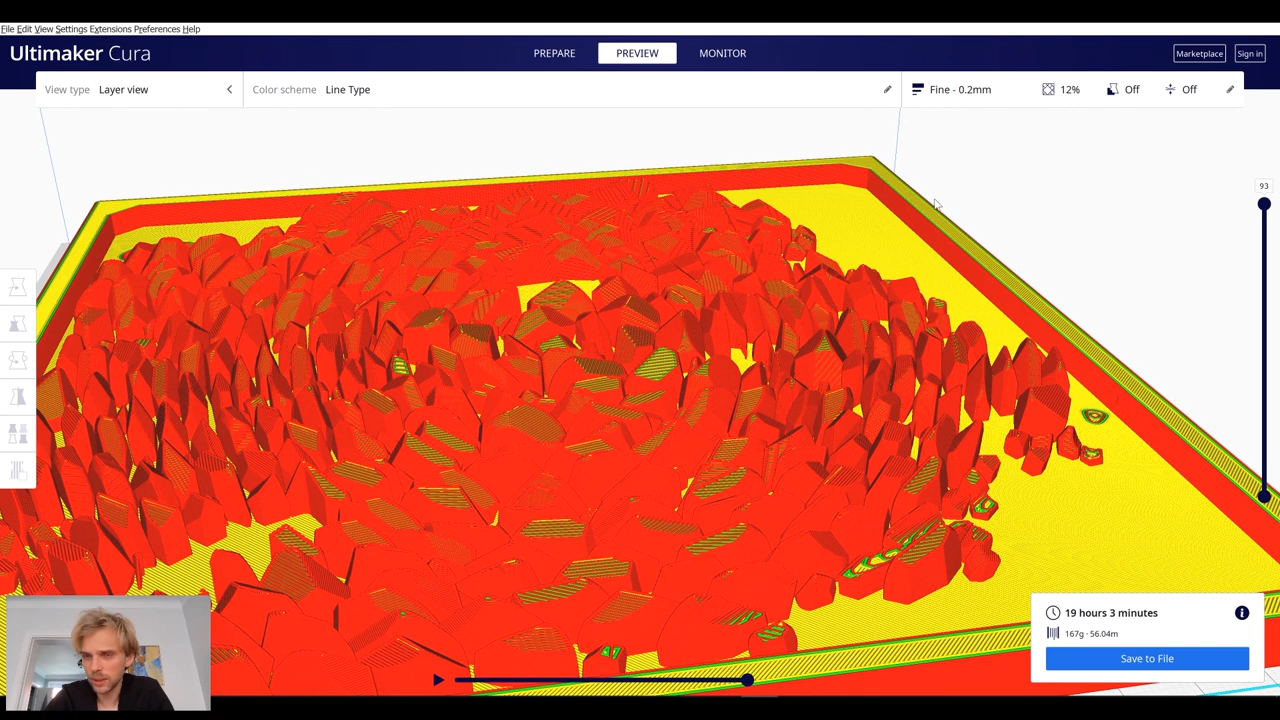 File Edit View Settings Extensions Preferences Help
Ultimaker Cura
PREPARE
PREVIEW
MONITOR
Marketplace
Sign in
View type Layer view
Color scheme Line Type
Fine - 0.2mm
12%
Off
Off
93
19 hours 3 minutes
167g · 56.04m
Save to File